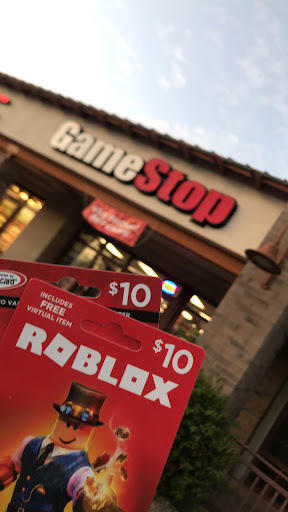 GameStop
$10
INCLUDES
FREE
VIRTUAL ITEM
$10
ROBLOX